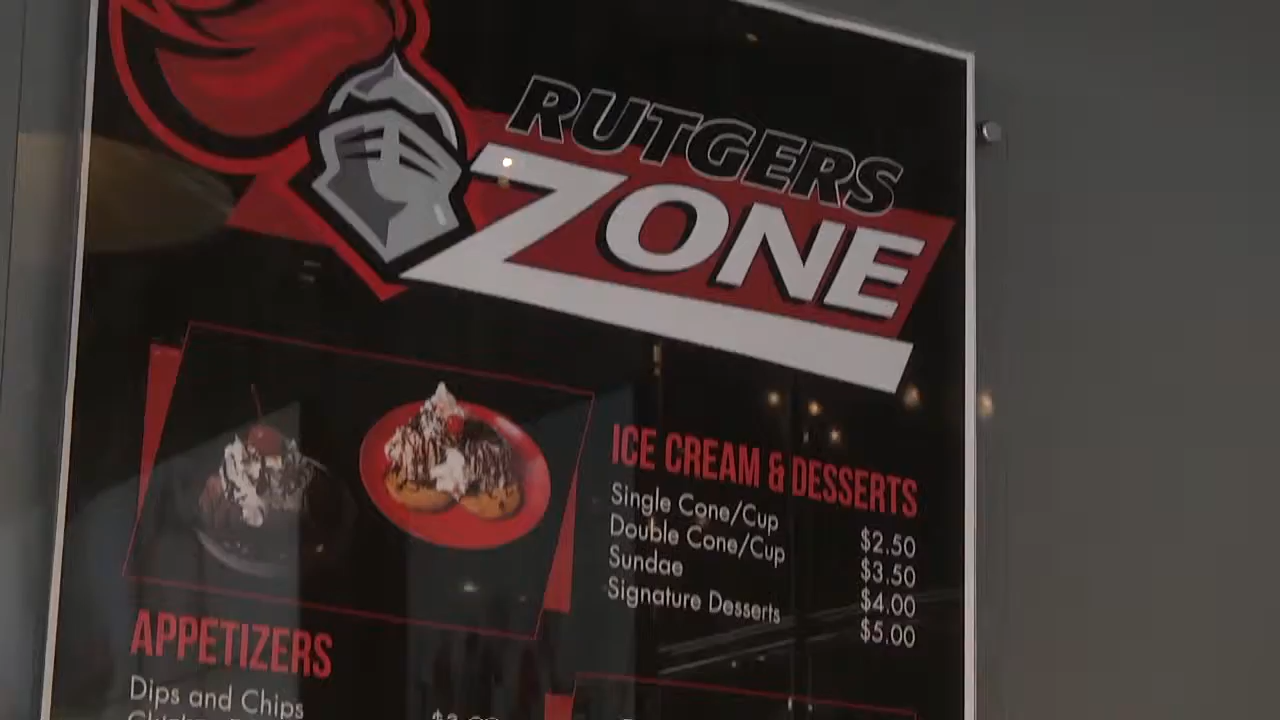 RUTGERS
ZONE
ICE CREAM & DESSERTS
Single Cone/Cup $2.50
Double Cone/Cup $3.50
Sundae $4.00
Signature Desserts $5.00
APPETIZERS
Dips and Chips